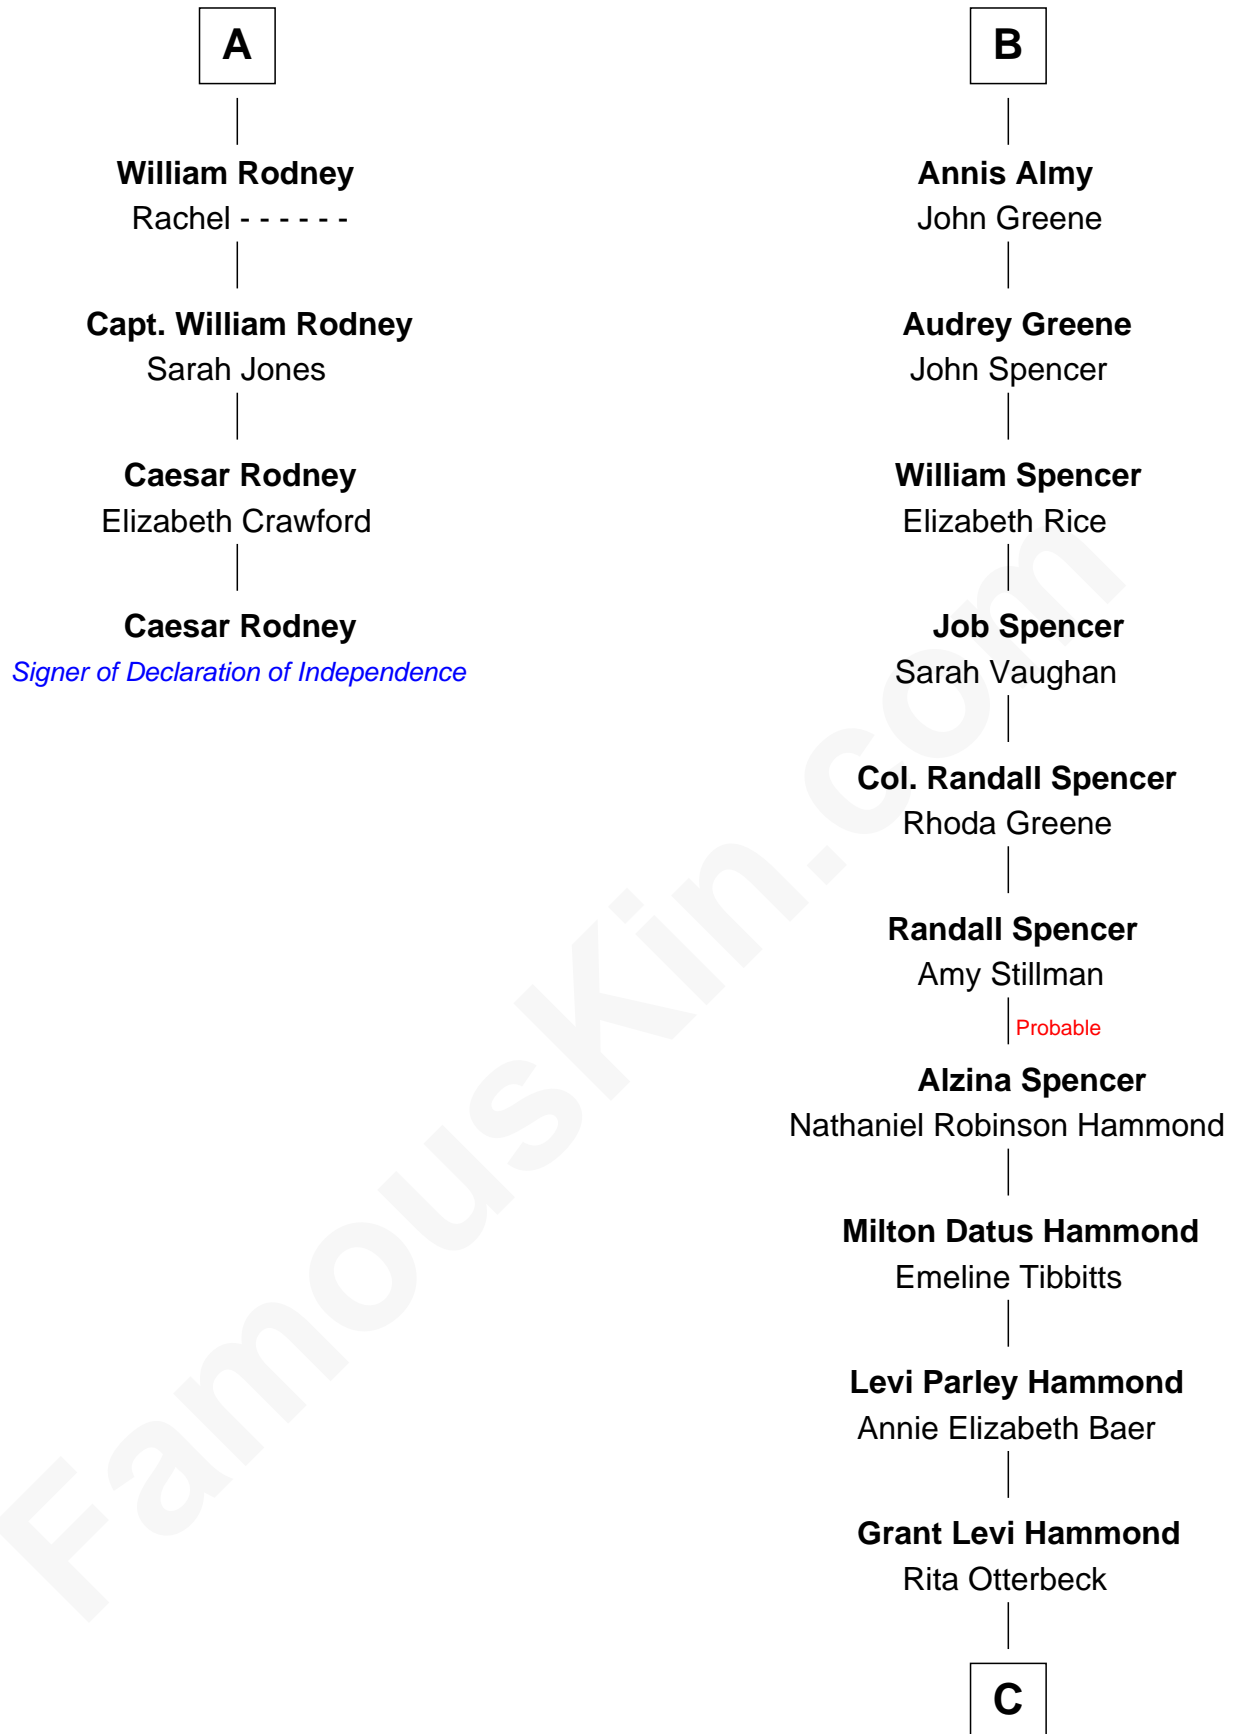 A
William Rodney
Rachel - - - - - -
Capt. William Rodney
Sarah Jones
Caesar Rodney
Elizabeth Crawford
Caesar Rodney
Signer of Declaration of Independence
B
Annis Almy
John Greene
Audrey Greene
John Spencer
William Spencer
Elizabeth Rice
Job Spencer
Sarah Vaughan
Col. Randall Spencer
Rhoda Greene
Randall Spencer
Amy Stillman
Probable
Alzina Spencer
Nathaniel Robinson Hammond
Milton Datus Hammond
Emeline Tibbitts
Levi Parley Hammond
Annie Elizabeth Baer
Grant Levi Hammond
Rita Otterbeck
C
FamousKin.com